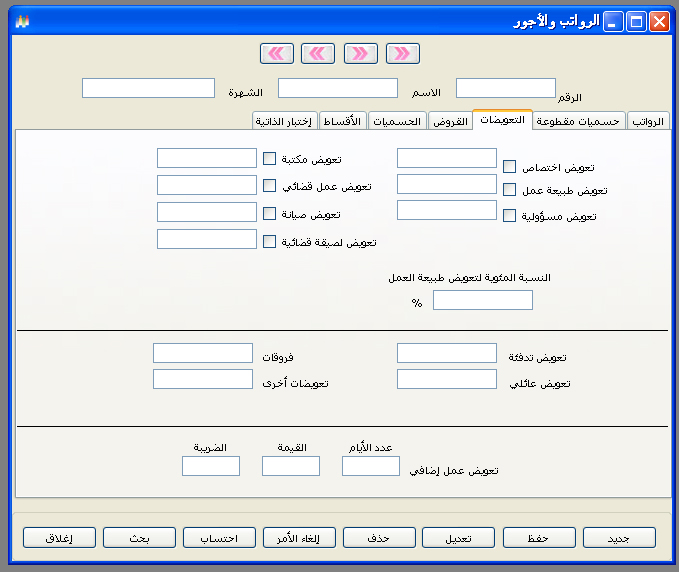 الرواتب والأجور
الرقم الاسم الشهرة
الرواتب حسميات مقطوعة التعويضات القروض الحسميات الأقساط إختبار الذاتية
تعويض اختصاص تعويض مكتبة
تعويض طبيعة عمل تعويض عمل قضائي
تعويض مسؤولية تعويض صيانة
تعويض لصيقة قضائية
النسبة المئوية لتعويض طبيعة العمل
%
تعويض تدفئة فروقات
تعويض عائلي تعويضات أخرى
عدد الأيام القيمة الضريبة
تعويض عمل إضافي
جديد حفظ تعديل حذف إلغاء الأمر احتساب بحث إغلاق